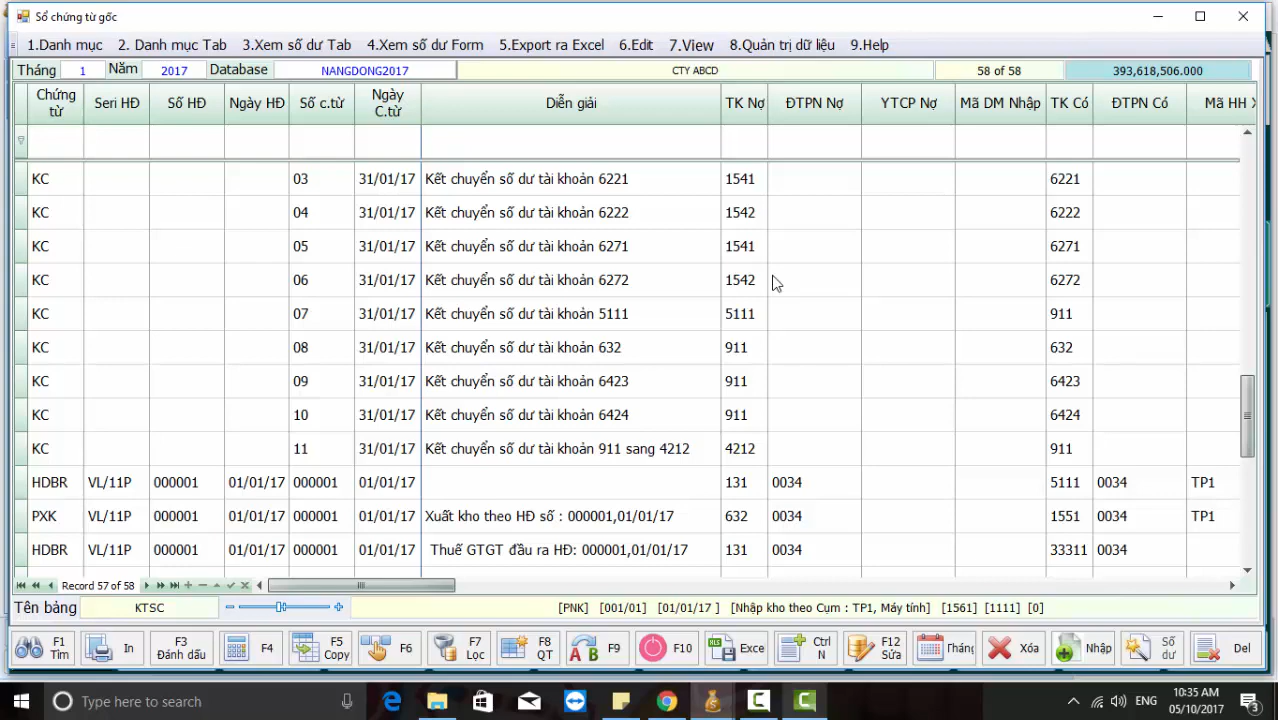 Sổ chứng từ gốc
1.Danh mục 2. Danh mục Tab 3.Xem số dư Tab 4.Xem số dư Form 5.Export ra Excel 6.Edit 7.View 8.Quản trị dữ liệu 9.Help
Tháng 1 Năm 2017 Database NANGDONG2017 CTY ABCD 58 of 58 393,618,506.000
Chứng từ Seri HĐ Số HĐ Ngày HĐ Số c.từ Ngày C.từ Diễn giải TK Nợ ĐTPN Nợ YTCP Nợ Mã DM Nhập TK Có ĐTPN Có Mã HH
KC 03 31/01/17 Kết chuyển số dư tài khoản 6221 1541 6221
KC 04 31/01/17 Kết chuyển số dư tài khoản 6222 1542 6222
KC 05 31/01/17 Kết chuyển số dư tài khoản 6271 1541 6271
KC 06 31/01/17 Kết chuyển số dư tài khoản 6272 1542 6272
KC 07 31/01/17 Kết chuyển số dư tài khoản 5111 5111 911
KC 08 31/01/17 Kết chuyển số dư tài khoản 632 911 632
KC 09 31/01/17 Kết chuyển số dư tài khoản 6423 911 6423
KC 10 31/01/17 Kết chuyển số dư tài khoản 6424 911 6424
KC 11 31/01/17 Kết chuyển số dư tài khoản 911 sang 4212 4212 911
HDBR VL/11P 000001 01/01/17 000001 01/01/17 131 0034 5111 0034 TP1
PXK VL/11P 000001 01/01/17 000001 01/01/17 Xuất kho theo HĐ số : 000001,01/01/17 632 0034 1551 0034 TP1
HDBR VL/11P 000001 01/01/17 000001 01/01/17 Thuế GTGT đầu ra HĐ: 000001,01/01/17 131 0034 33311 0034
Record 57 of 58
Tên bảng KTSC [PNK] [001/01] [01/01/17 ] [Nhập kho theo Cụm : TP1, Máy tính] [1561] [1111] [0]
F1 Tìm In F3 Đánh dấu F4 F5 Copy F6 F7 Lọc F8 QT F9 F10 Exce Ctrl N F12 Sửa Tháng Xóa Nhập Số dư Del
Type here to search ENG 10:35 AM 05/10/2017 3